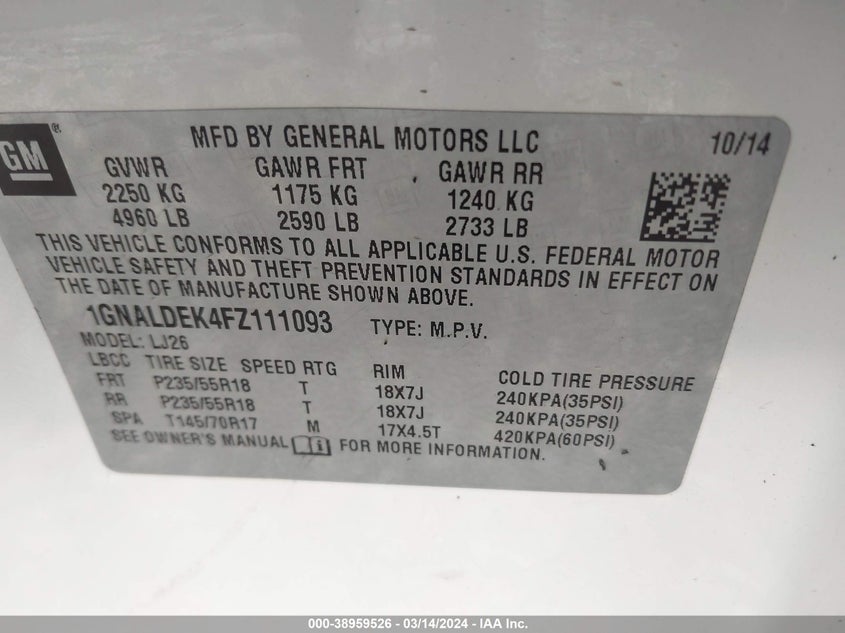 GM®
MFD BY GENERAL MOTORS LLC 10/14
GVWR GAWR FRT GAWR RR
2250 KG 1175 KG 1240 KG
4960 LB 2590 LB 2733 LB
THIS VEHICLE CONFORMS TO ALL APPLICABLE U.S. FEDERAL MOTOR
VEHICLE SAFETY AND THEFT PREVENTION STANDARDS IN EFFECT ON
THE DATE OF MANUFACTURE SHOWN ABOVE.
1GNALDEK4FZ111093 TYPE: M.P.V.
MODEL: LJ26
LBCC TIRE SIZE SPEED RTG RIM COLD TIRE PRESSURE
FRT P235/55R18 T 18X7J 240KPA(35PSI)
RR P235/55R18 T 18X7J 240KPA(35PSI)
SPA T145/70R17 M 17X4.5T 420KPA(60PSI)
SEE OWNER'S MANUAL FOR MORE INFORMATION.
000-38959526 - 03/14/2024 - IAA Inc.